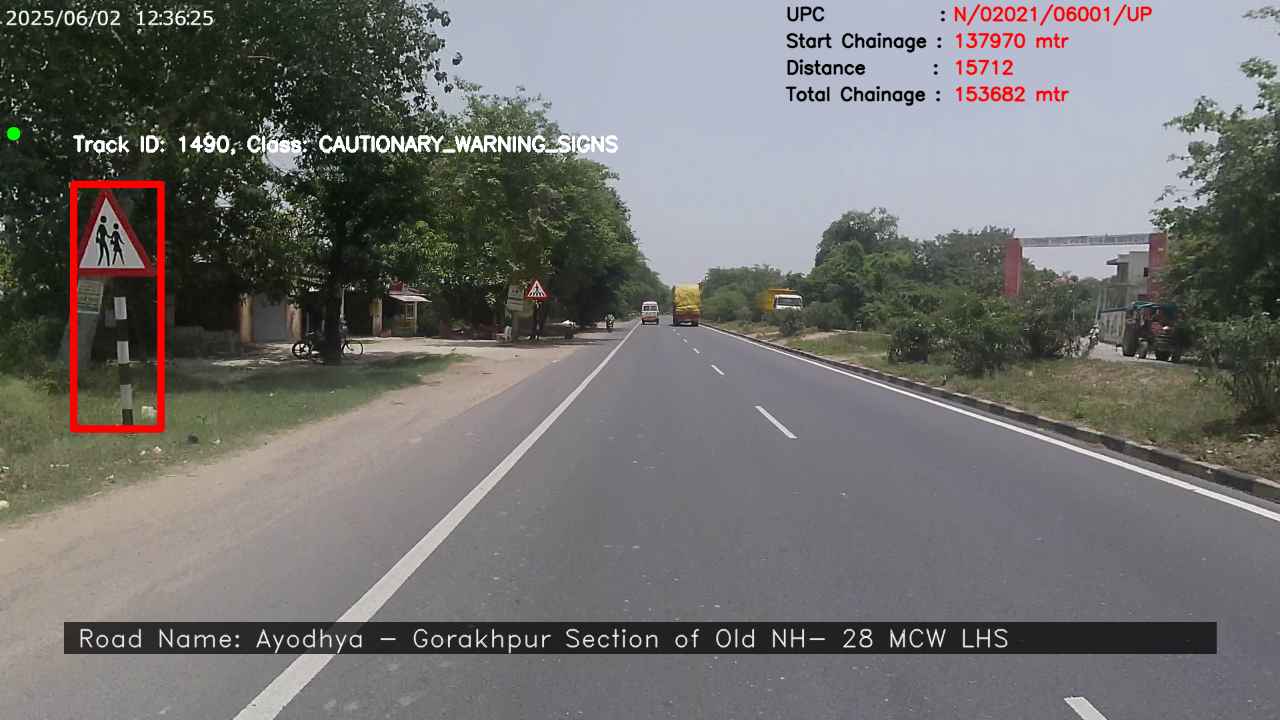 2025/06/02 12:36:25
UPC : N/02021/06001/UP
Start Chainage : 137970 mtr
Distance : 15712
Total Chainage : 153682 mtr
Track ID: 1490, Class: CAUTIONARY_WARNING_SIGNS
Road Name: Ayodhya - Gorakhpur Section of Old NH- 28 MCW LHS